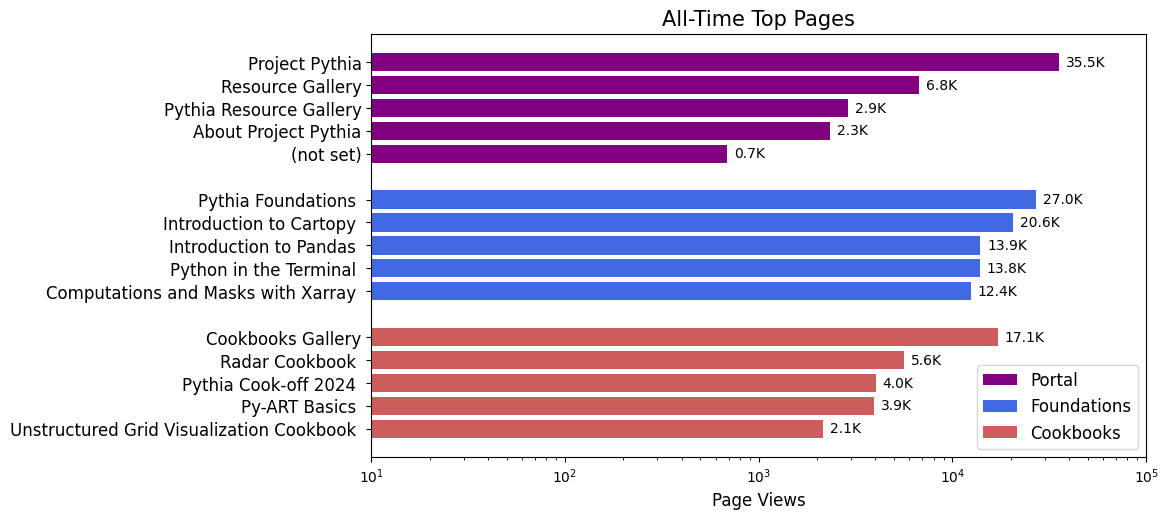 All-Time Top Pages
Project Pythia 35.5K
Resource Gallery 6.8K
Pythia Resource Gallery 2.9K
About Project Pythia 2.3K
(not set) 0.7K
Pythia Foundations 27.0K
Introduction to Cartopy 20.6K
Introduction to Pandas 13.9K
Python in the Terminal 13.8K
Computations and Masks with Xarray 12.4K
Cookbooks Gallery 17.1K
Radar Cookbook 5.6K
Pythia Cook-off 2024 4.0K
Py-ART Basics 3.9K
Unstructured Grid Visualization Cookbook 2.1K
Portal
Foundations
Cookbooks
10¹ 10² 10³ 10⁴ 10⁵
Page Views